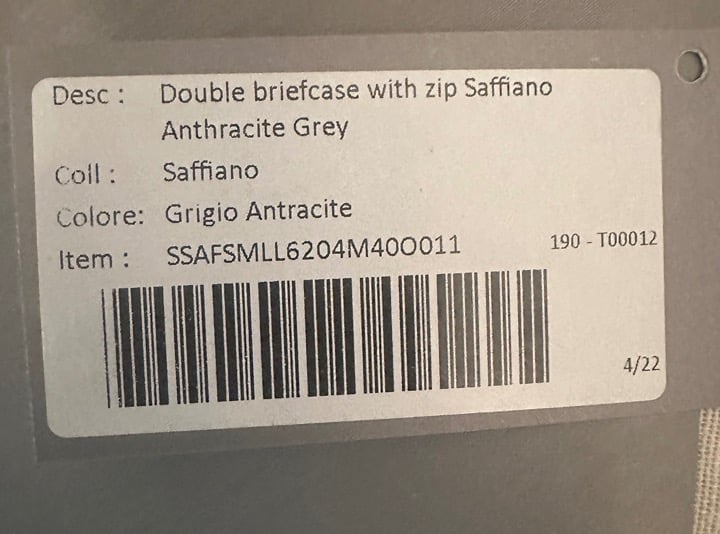 Desc : Double briefcase with zip Saffiano
Anthracite Grey
Coll : Saffiano
Colore: Grigio Antracite
Item : SSAFSMLL6204M40O011
190 - T00012
4/22